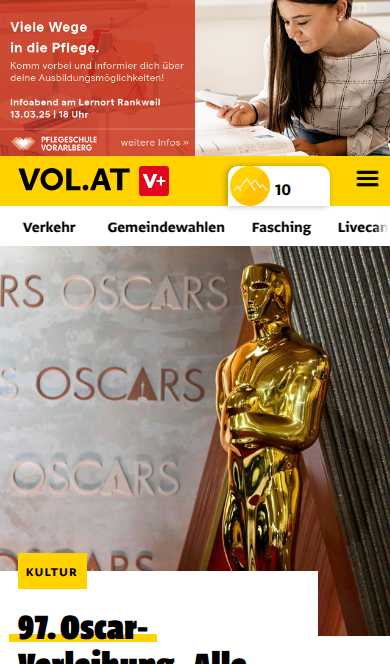 Viele Wege
in die Pflege.
Komm vorbei und informier dich über
deine Ausbildungsmöglichkeiten!
Infoabend am Lernort Rankweil
13.03.25 | 18 Uhr
PFLEGESCHULE
VORARLBERG
weitere Infos »
VOL.AT V+
10
Verkehr Gemeindewahlen Fasching Livecam
OSCARS
OSCARS
OSCARS
OSCARS
KULTUR
97. Oscar-
Verleihung Alle